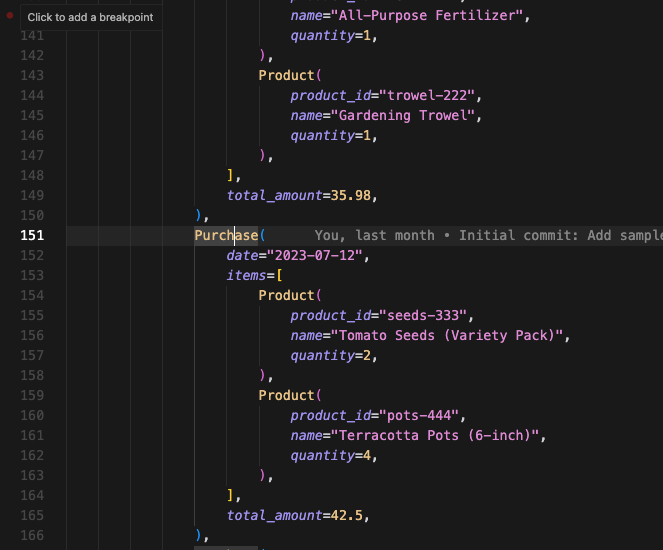 Click to add a breakpoint
name="All-Purpose Fertilizer",
141 quantity=1,
142 ),
143 Product(
144 product_id="trowel-222",
145 name="Gardening Trowel",
146 quantity=1,
147 ),
148 ],
149 total_amount=35.98,
150 ),
151 Purchase( You, last month • Initial commit: Add sample
152 date="2023-07-12",
153 items=[
154 Product(
155 product_id="seeds-333",
156 name="Tomato Seeds (Variety Pack)",
157 quantity=2,
158 ),
159 Product(
160 product_id="pots-444",
161 name="Terracotta Pots (6-inch)",
162 quantity=4,
163 ),
164 ],
165 total_amount=42.5,
166 ),